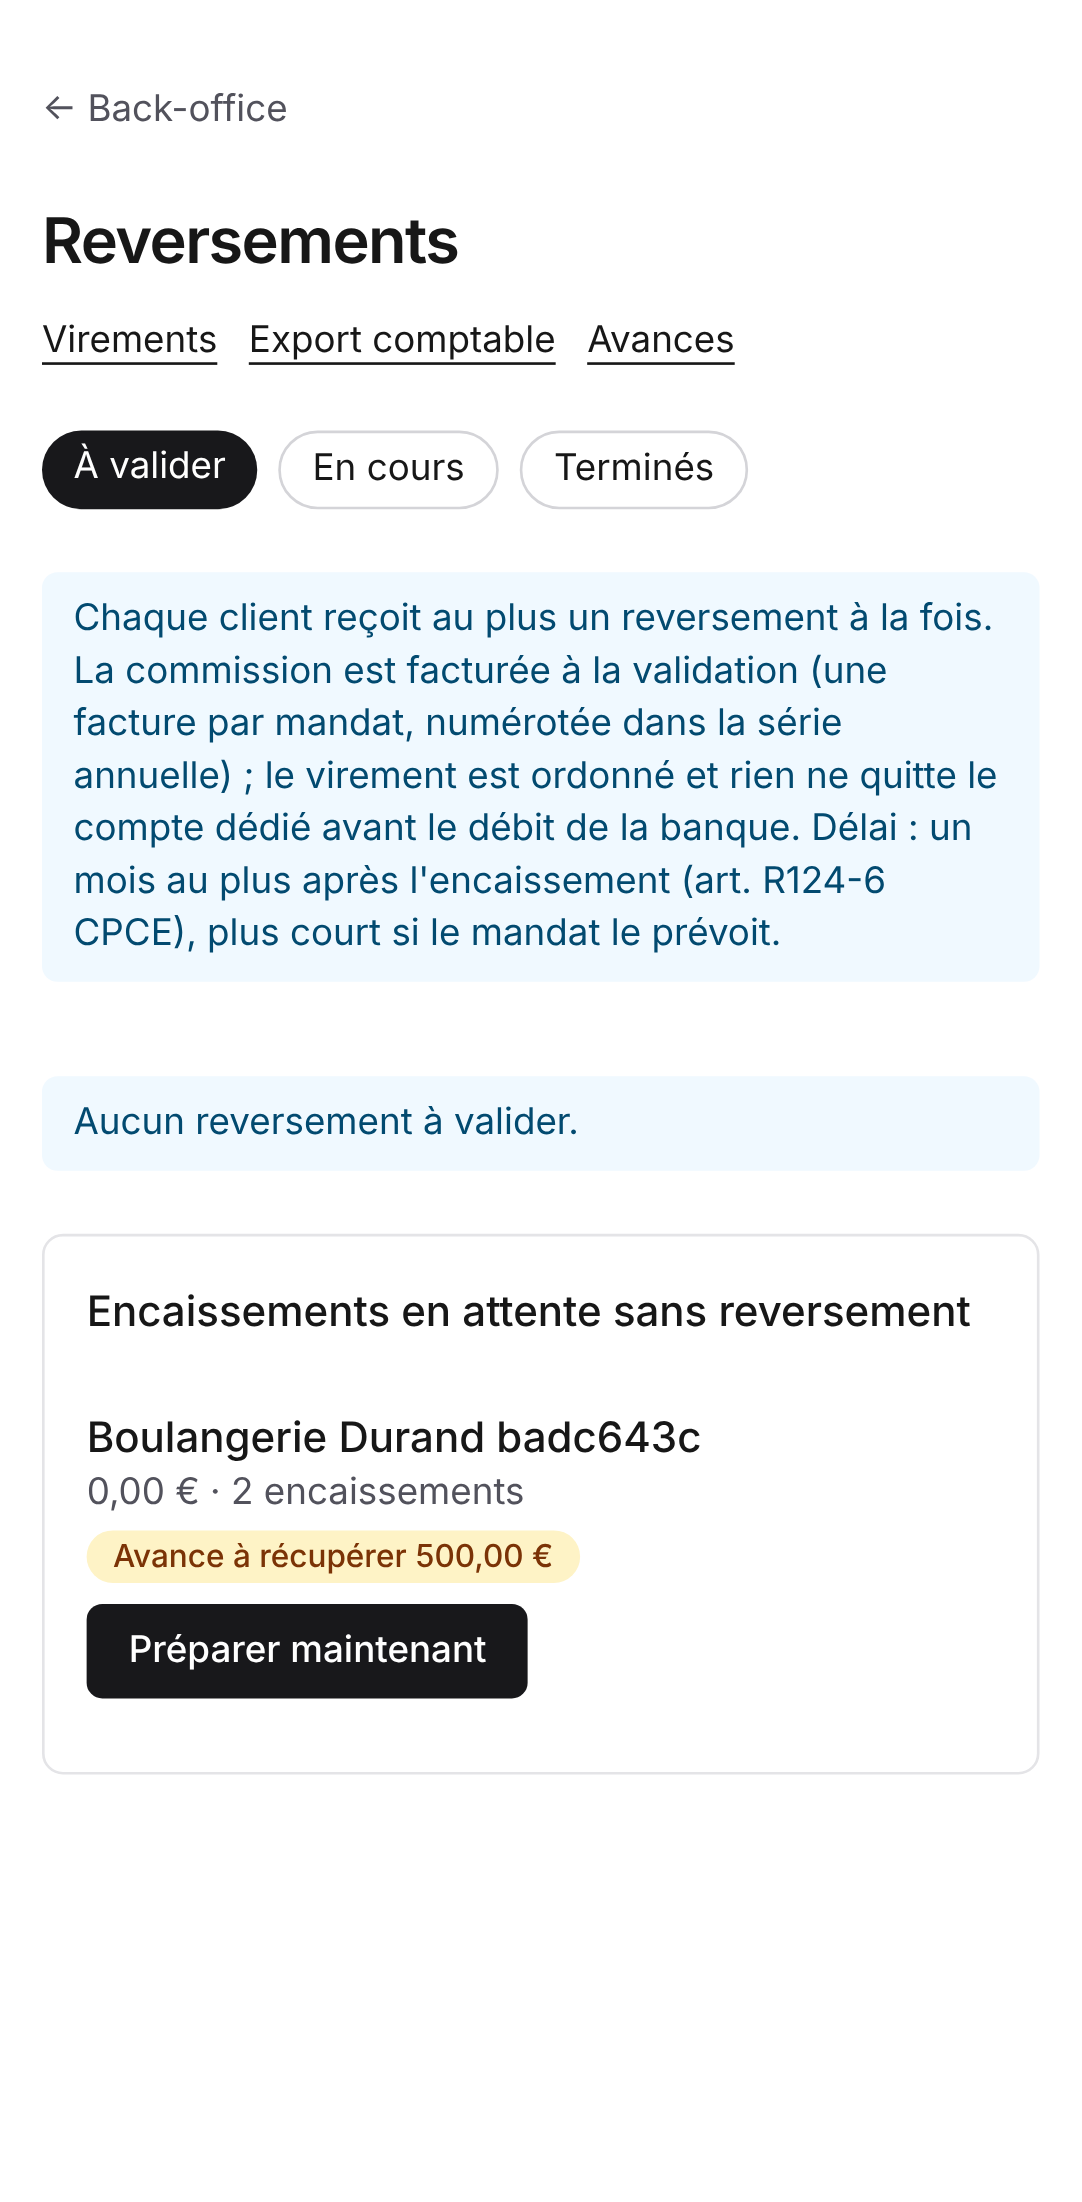 ← Back-office
Reversements
Virements Export comptable Avances
À valider En cours Terminés
Chaque client reçoit au plus un reversement à la fois.
La commission est facturée à la validation (une
facture par mandat, numérotée dans la série
annuelle) ; le virement est ordonné et rien ne quitte le
compte dédié avant le débit de la banque. Délai : un
mois au plus après l'encaissement (art. R124-6
CPCE), plus court si le mandat le prévoit.
Aucun reversement à valider.
Encaissements en attente sans reversement
Boulangerie Durand badc643c
0,00 € · 2 encaissements
Avance à récupérer 500,00 €
Préparer maintenant